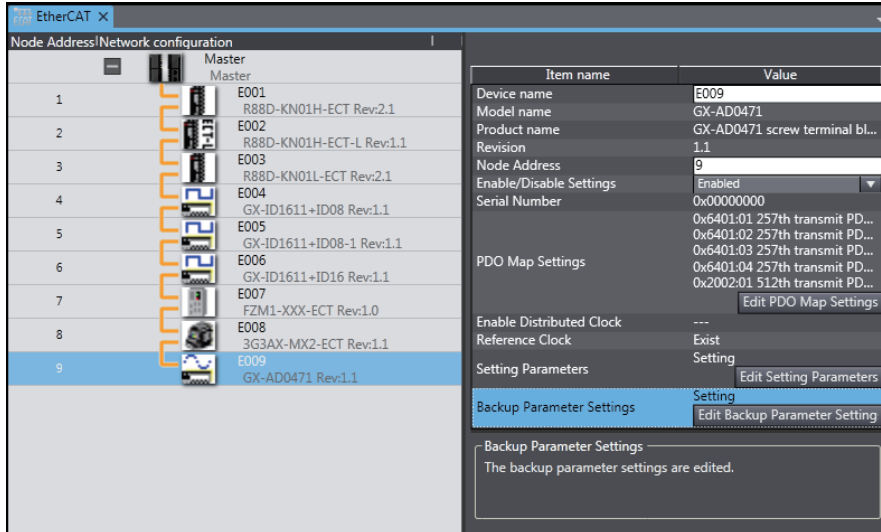 EtherCAT
Node Address Network configuration
Master
Master
1
E001
R88D-KN01H-ECT Rev:2.1
2
E002
R88D-KN01H-ECT-L Rev:1.1
3
E003
R88D-KN01L-ECT Rev:2.1
4
E004
GX-ID1611+ID08 Rev:1.1
5
E005
GX-ID1611+ID08-1 Rev:1.1
6
E006
GX-ID1611+ID16 Rev:1.1
7
E007
FZM1-XXX-ECT Rev:1.0
8
E008
3G3AX-MX2-ECT Rev:1.1
9
E009
GX-AD0471 Rev:1.1
Item name Value
Device name E009
Model name GX-AD0471
Product name GX-AD0471 screw terminal bl...
Revision 1.1
Node Address 9
Enable/Disable Settings Enabled
Serial Number 0x00000000
PDO Map Settings
0x6401:01 257th transmit PD...
0x6401:02 257th transmit PD...
0x6401:03 257th transmit PD...
0x6401:04 257th transmit PD...
0x2002:01 512th transmit PD...
Edit PDO Map Settings
Enable Distributed Clock ---
Reference Clock Exist
Setting Parameters Setting
Edit Setting Parameters
Backup Parameter Settings Setting
Edit Backup Parameter Setting
Backup Parameter Settings
The backup parameter settings are edited.